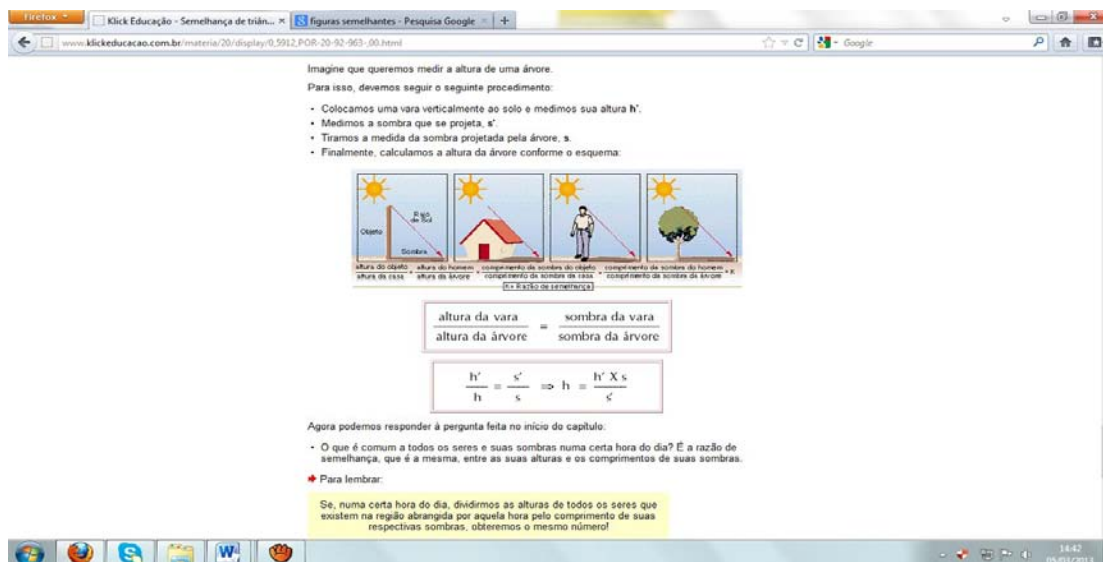 Firefox
Klick Educação - Semelhança de triân... ×
figuras semelhantes - Pesquisa Google ×
www.klickeducacao.com.br/materia/20/display/0,5912,POR-20-92-963-,00.html
Google
Imagine que queremos medir a altura de uma árvore.
Para isso, devemos seguir o seguinte procedimento:
• Colocamos uma vara verticalmente ao solo e medimos sua altura h'.
• Medimos a sombra que se projeta, s'.
• Tiramos a medida da sombra projetada pela árvore, s.
• Finalmente, calculamos a altura da árvore conforme o esquema:
Raio
de Sol
Objeto
Sombra
altura do objeto / altura da casa = altura do homem / altura da árvore = comprimento da sombra do objeto / comprimento da sombra da casa = comprimento da sombra do homem / comprimento da sombra da árvore = K
K= Razão de semelhança
altura da vara / altura da árvore = sombra da vara / sombra da árvore
h' / h = s' / s ⇒ h = h' X s / s'
Agora podemos responder à pergunta feita no início do capítulo:
• O que é comum a todos os seres e suas sombras numa certa hora do dia? É a razão de
semelhança, que é a mesma, entre as suas alturas e os comprimentos de suas sombras.
Para lembrar:
Se, numa certa hora do dia, dividirmos as alturas de todos os seres que
existem na região abrangida por aquela hora pelo comprimento de suas
respectivas sombras, obteremos o mesmo número!
14:42
05/03/2013